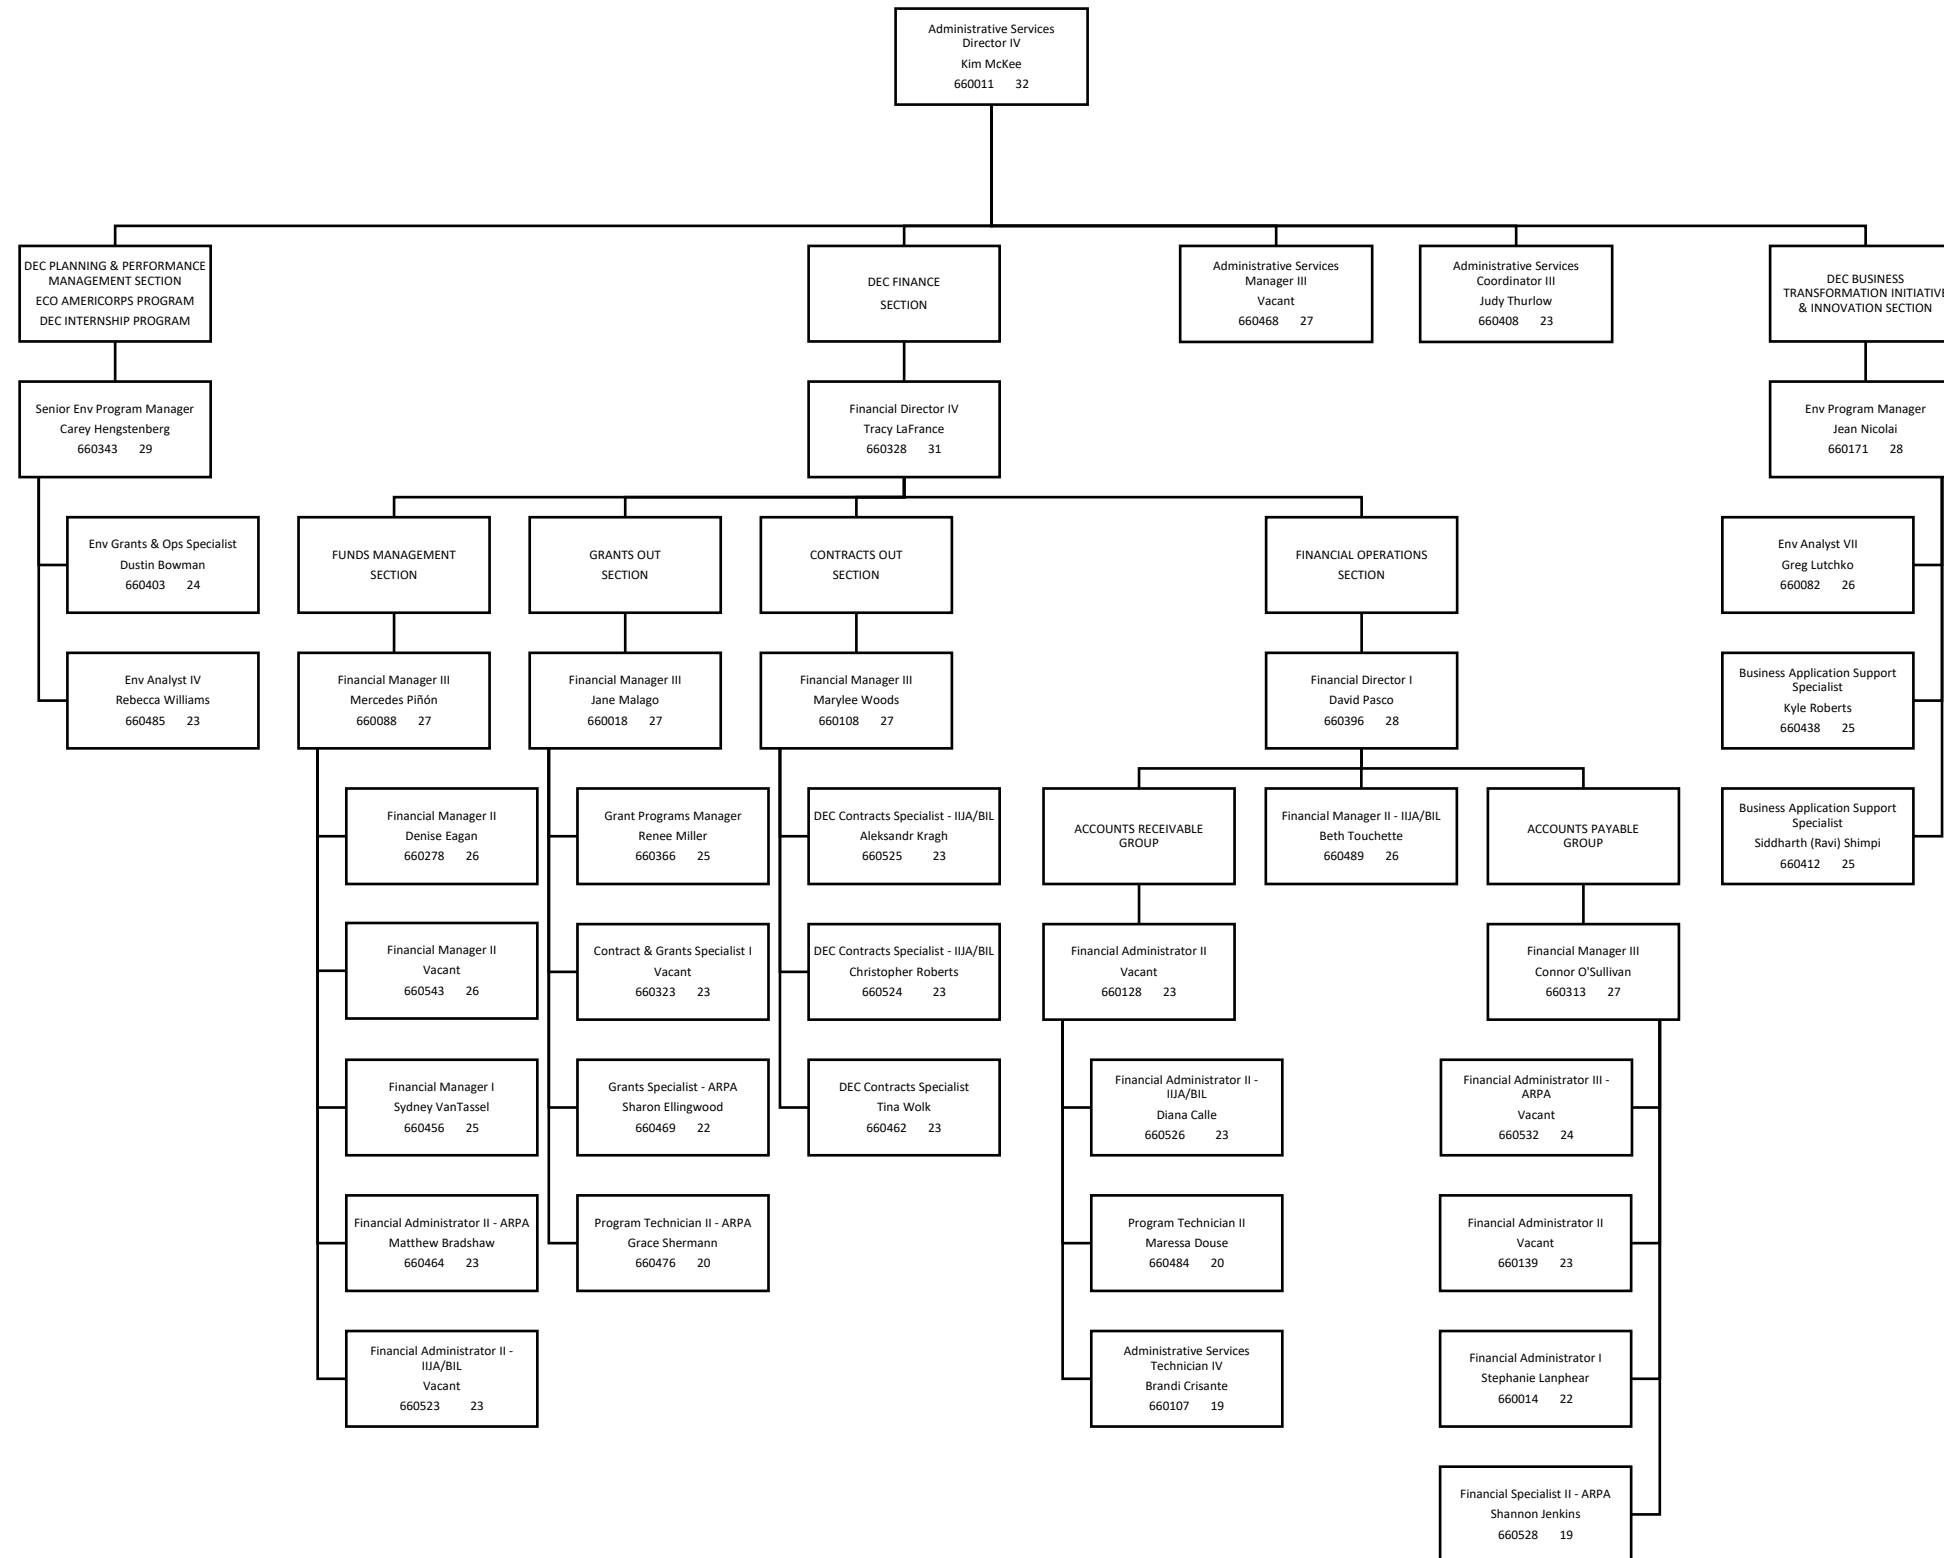 Administrative Services
Director IV
Kim McKee
660011 32
DEC PLANNING & PERFORMANCE
MANAGEMENT SECTION
ECO AMERICORPS PROGRAM
DEC INTERNSHIP PROGRAM
DEC FINANCE
SECTION
Administrative Services
Manager III
Vacant
660468 27
Administrative Services
Coordinator III
Judy Thurlow
660408 23
DEC BUSINESS
TRANSFORMATION INITIATIVE
& INNOVATION SECTION
Senior Env Program Manager
Carey Hengstenberg
660343 29
Financial Director IV
Tracy LaFrance
660328 31
Env Program Manager
Jean Nicolai
660171 28
Env Grants & Ops Specialist
Dustin Bowman
660403 24
FUNDS MANAGEMENT
SECTION
GRANTS OUT
SECTION
CONTRACTS OUT
SECTION
FINANCIAL OPERATIONS
SECTION
Env Analyst VII
Greg Lutchko
660082 26
Env Analyst IV
Rebecca Williams
660485 23
Financial Manager III
Mercedes Piñón
660088 27
Financial Manager III
Jane Malago
660018 27
Financial Manager III
Marylee Woods
660108 27
Financial Director I
David Pasco
660396 28
Business Application Support
Specialist
Kyle Roberts
660438 25
Financial Manager II
Denise Eagan
660278 26
Grant Programs Manager
Renee Miller
660366 25
DEC Contracts Specialist - IIJA/BIL
Aleksandr Kragh
660525 23
ACCOUNTS RECEIVABLE
GROUP
Financial Manager II - IIJA/BIL
Beth Touchette
660489 26
ACCOUNTS PAYABLE
GROUP
Business Application Support
Specialist
Siddharth (Ravi) Shimpi
660412 25
Financial Manager II
Vacant
660543 26
Contract & Grants Specialist I
Vacant
660323 23
DEC Contracts Specialist - IIJA/BIL
Christopher Roberts
660524 23
Financial Administrator II
Vacant
660128 23
Financial Manager III
Connor O'Sullivan
660313 27
Financial Manager I
Sydney VanTassel
660456 25
Grants Specialist - ARPA
Sharon Ellingwood
660469 22
DEC Contracts Specialist
Tina Wolk
660462 23
Financial Administrator II -
IIJA/BIL
Diana Calle
660526 23
Financial Administrator III -
ARPA
Vacant
660532 24
Financial Administrator II - ARPA
Matthew Bradshaw
660464 23
Program Technician II - ARPA
Grace Shermann
660476 20
Program Technician II
Maressa Douse
660484 20
Financial Administrator II
Vacant
660139 23
Financial Administrator II -
IIJA/BIL
Vacant
660523 23
Administrative Services
Technician IV
Brandi Crisante
660107 19
Financial Administrator I
Stephanie Lanphear
660014 22
Financial Specialist II - ARPA
Shannon Jenkins
660528 19